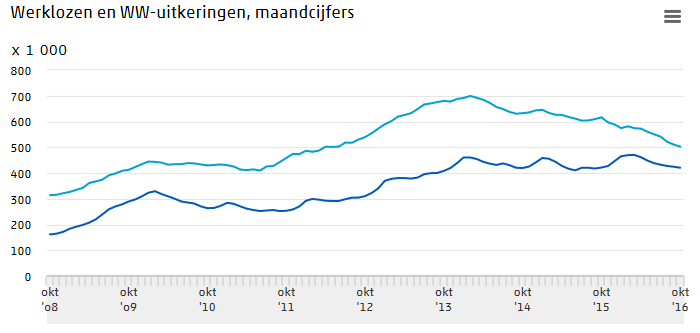 Werklozen en WW-uitkeringen, maandcijfers
x 1 000
800
700
600
500
400
300
200
100
0
okt okt okt okt okt okt okt okt okt
'08 '09 '10 '11 '12 '13 '14 '15 '16